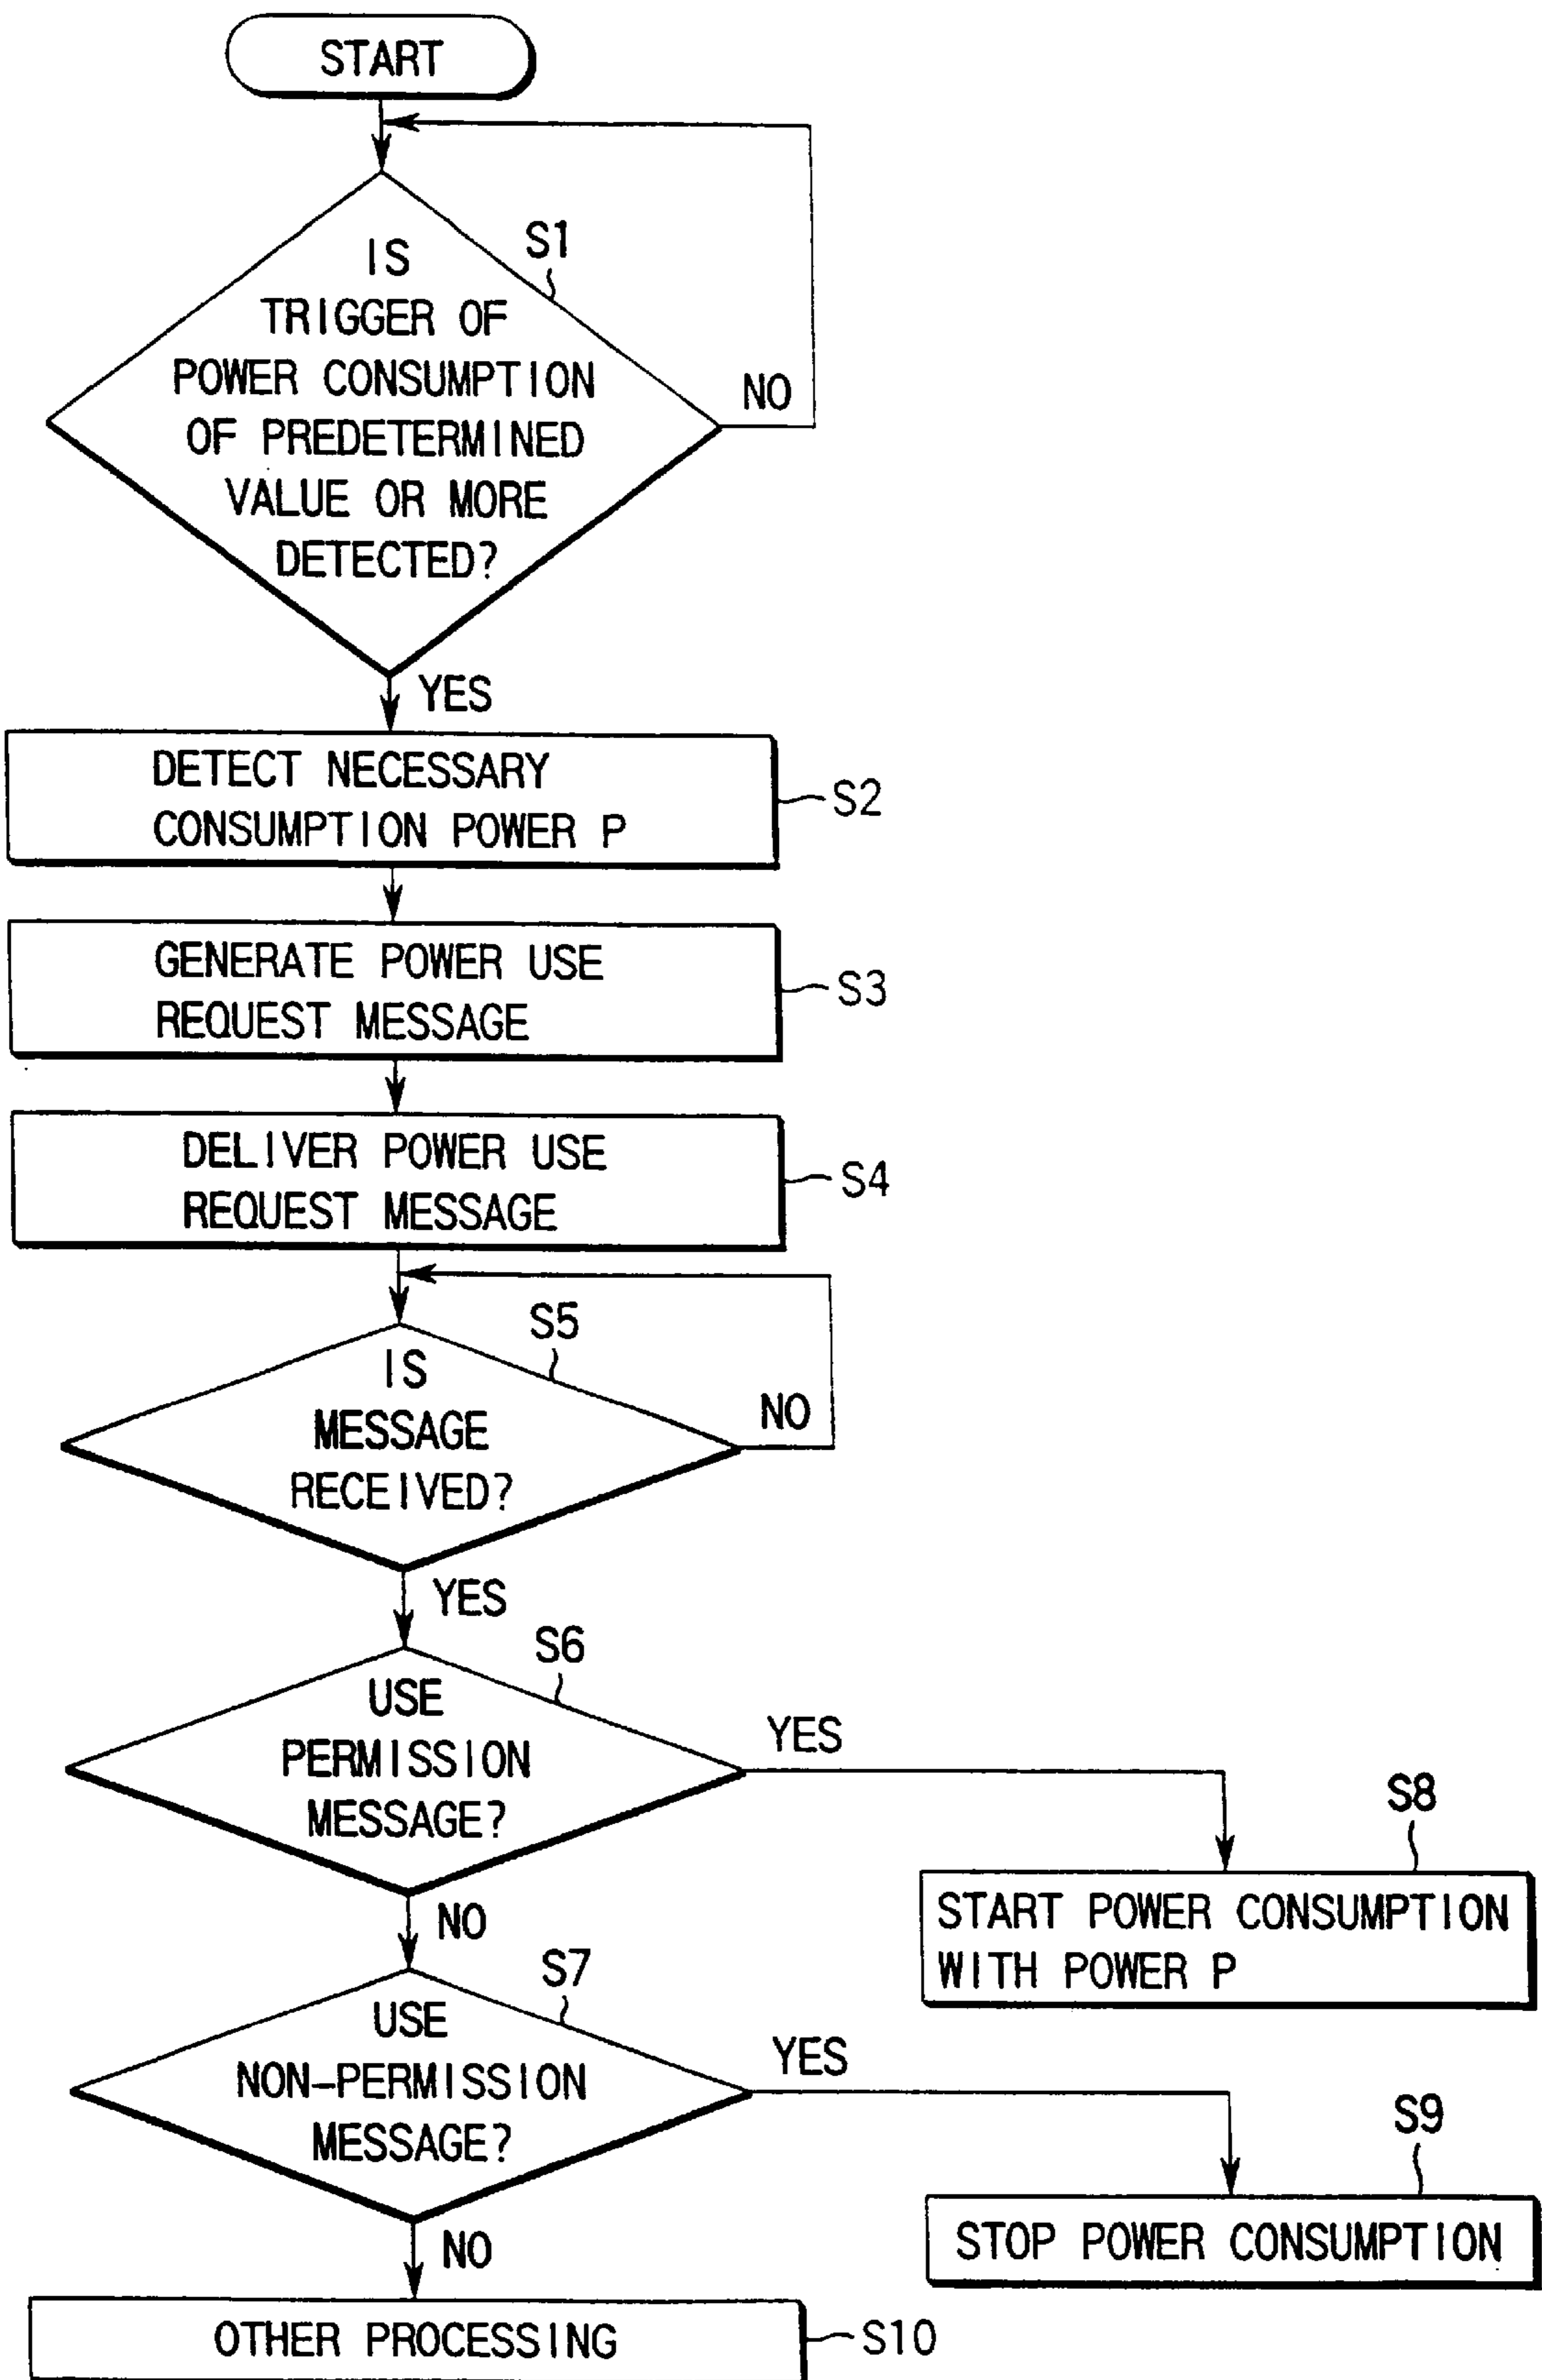 START
S1
IS
TRIGGER OF
POWER CONSUMPTION
OF PREDETERMINED
VALUE OR MORE
DETECTED?
NO
YES
DETECT NECESSARY
CONSUMPTION POWER P
S2
GENERATE POWER USE
REQUEST MESSAGE
S3
DELIVER POWER USE
REQUEST MESSAGE
S4
S5
IS
MESSAGE
RECEIVED?
NO
YES
S6
USE
PERMISSION
MESSAGE?
YES
S8
START POWER CONSUMPTION
WITH POWER P
NO
S7
USE
NON-PERMISSION
MESSAGE?
YES
S9
STOP POWER CONSUMPTION
NO
OTHER PROCESSING
S10